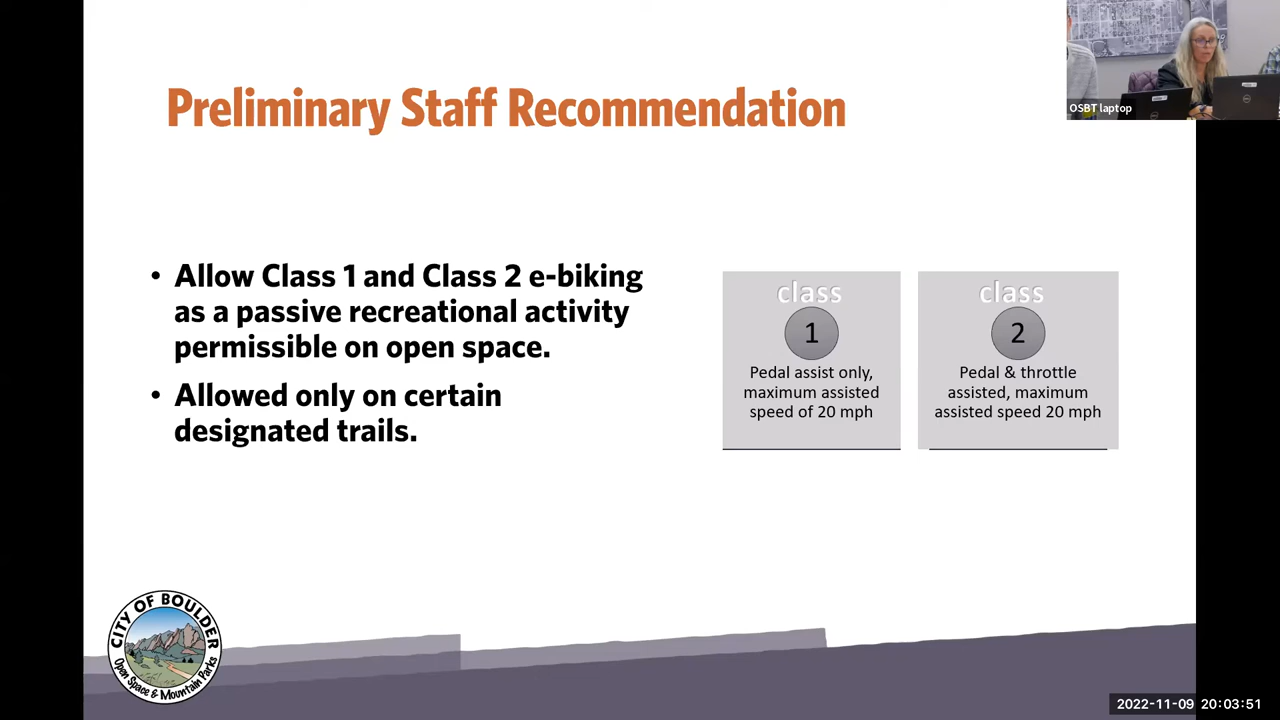 Preliminary Staff Recommendation
OSBT laptop
• Allow Class 1 and Class 2 e-biking
as a passive recreational activity
permissible on open space.
• Allowed only on certain
designated trails.
class
1
Pedal assist only,
maximum assisted
speed of 20 mph
class
2
Pedal & throttle
assisted, maximum
assisted speed 20 mph
CITY OF BOULDER
Open Space & Mountain Parks
2022-11-09 20:03:51